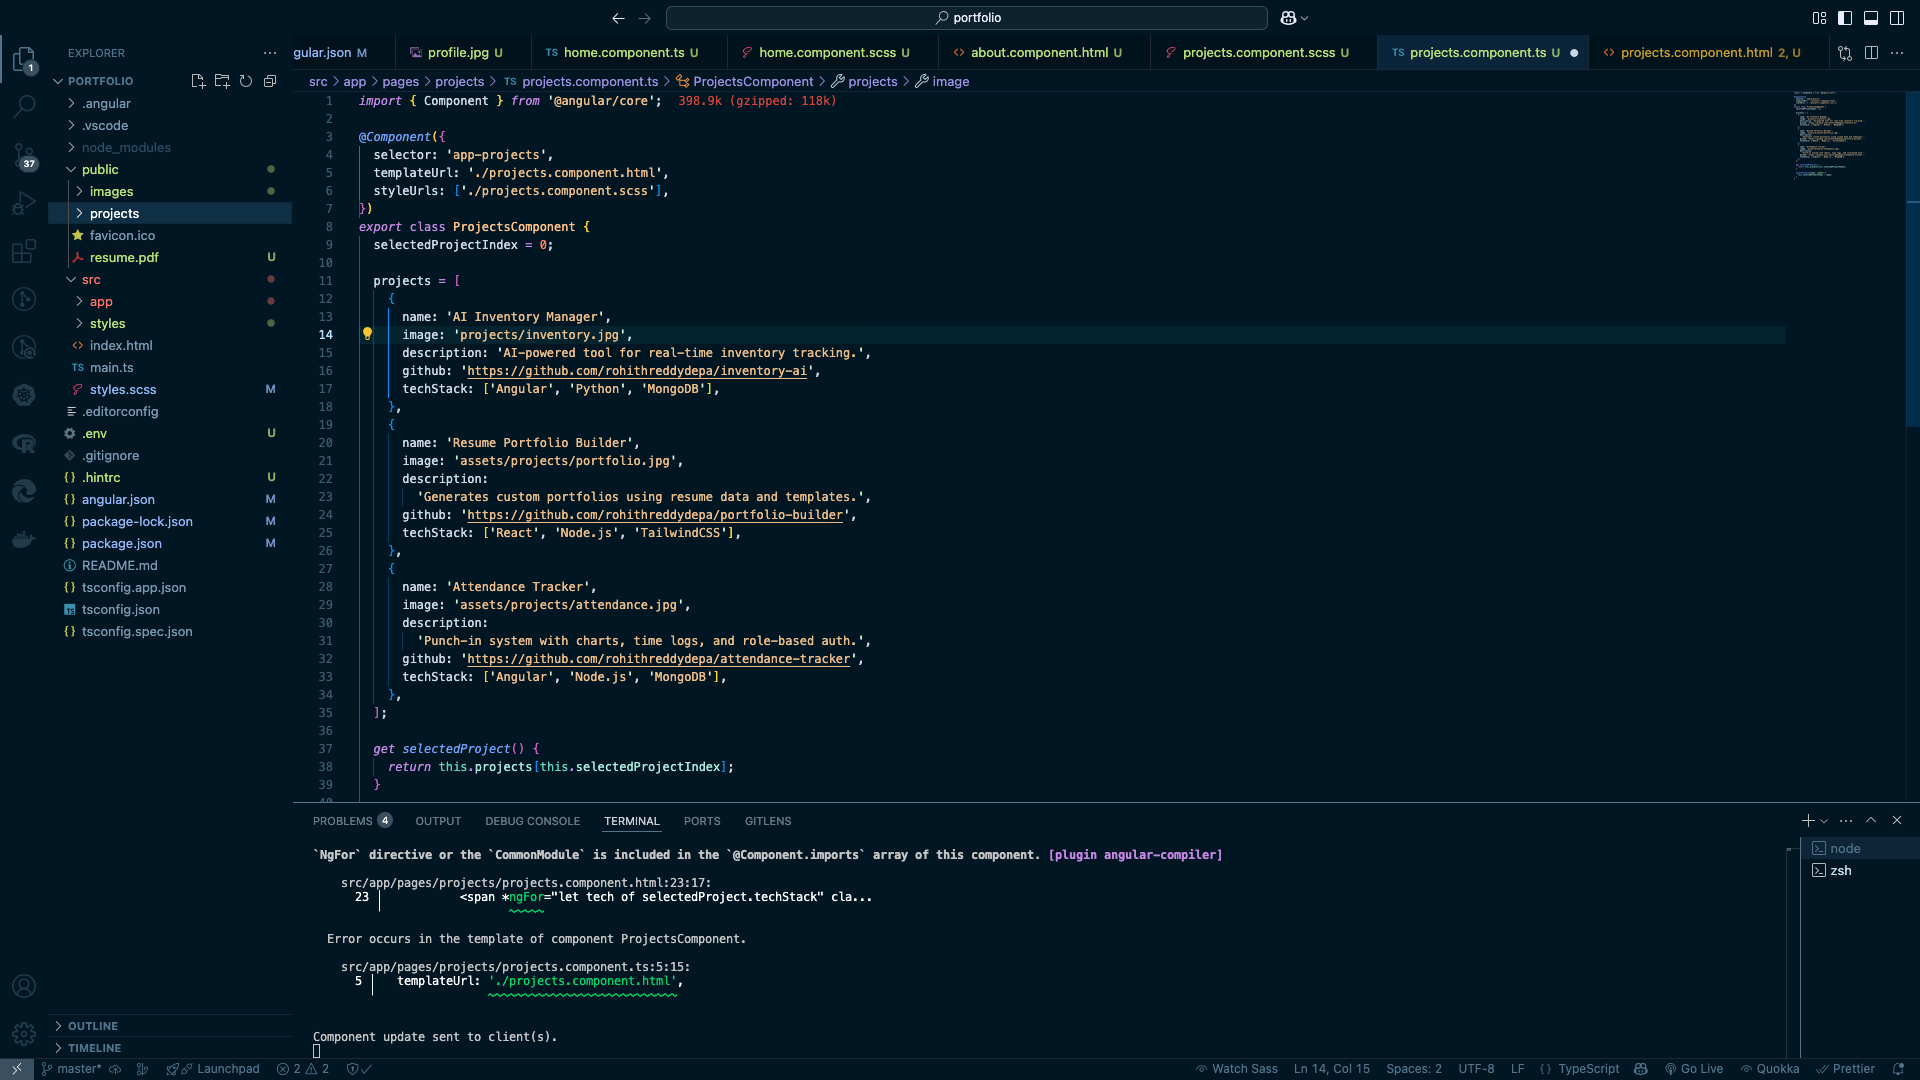 portfolio
EXPLORER
PORTFOLIO
.angular
.vscode
node_modules
public
images
projects
favicon.ico
resume.pdf U
src
app
styles
index.html
TS main.ts
styles.scss M
.editorconfig
.env U
.gitignore
{} .hintrc U
{} angular.json M
{} package-lock.json M
{} package.json M
README.md
{} tsconfig.app.json
TS tsconfig.json
{} tsconfig.spec.json
OUTLINE
TIMELINE
1
37
gular.json M
profile.jpg U
TS home.component.ts U
home.component.scss U
<> about.component.html U
projects.component.scss U
TS projects.component.ts U
<> projects.component.html 2, U
src > app > pages > projects > TS projects.component.ts > ProjectsComponent > projects > image
1 import { Component } from '@angular/core'; 398.9k (gzipped: 118k)
2
3 @Component({
4 selector: 'app-projects',
5 templateUrl: './projects.component.html',
6 styleUrls: ['./projects.component.scss'],
7 })
8 export class ProjectsComponent {
9 selectedProjectIndex = 0;
10
11 projects = [
12 {
13 name: 'AI Inventory Manager',
14 image: 'projects/inventory.jpg',
15 description: 'AI-powered tool for real-time inventory tracking.',
16 github: 'https://github.com/rohithreddydepa/inventory-ai',
17 techStack: ['Angular', 'Python', 'MongoDB'],
18 },
19 {
20 name: 'Resume Portfolio Builder',
21 image: 'assets/projects/portfolio.jpg',
22 description:
23 'Generates custom portfolios using resume data and templates.',
24 github: 'https://github.com/rohithreddydepa/portfolio-builder',
25 techStack: ['React', 'Node.js', 'TailwindCSS'],
26 },
27 {
28 name: 'Attendance Tracker',
29 image: 'assets/projects/attendance.jpg',
30 description:
31 'Punch-in system with charts, time logs, and role-based auth.',
32 github: 'https://github.com/rohithreddydepa/attendance-tracker',
33 techStack: ['Angular', 'Node.js', 'MongoDB'],
34 },
35 ];
36
37 get selectedProject() {
38 return this.projects[this.selectedProjectIndex];
39 }
40
PROBLEMS 4 OUTPUT DEBUG CONSOLE TERMINAL PORTS GITLENS
`NgFor` directive or the `CommonModule` is included in the `@Component.imports` array of this component. [plugin angular-compiler]
src/app/pages/projects/projects.component.html:23:17:
23 │ <span *ngFor="let tech of selectedProject.techStack" cla...
Error occurs in the template of component ProjectsComponent.
src/app/pages/projects/projects.component.ts:5:15:
5 │ templateUrl: './projects.component.html',
Component update sent to client(s).
node
zsh
master* Launchpad 2 2
Watch Sass Ln 14, Col 15 Spaces: 2 UTF-8 LF {} TypeScript Go Live Quokka Prettier